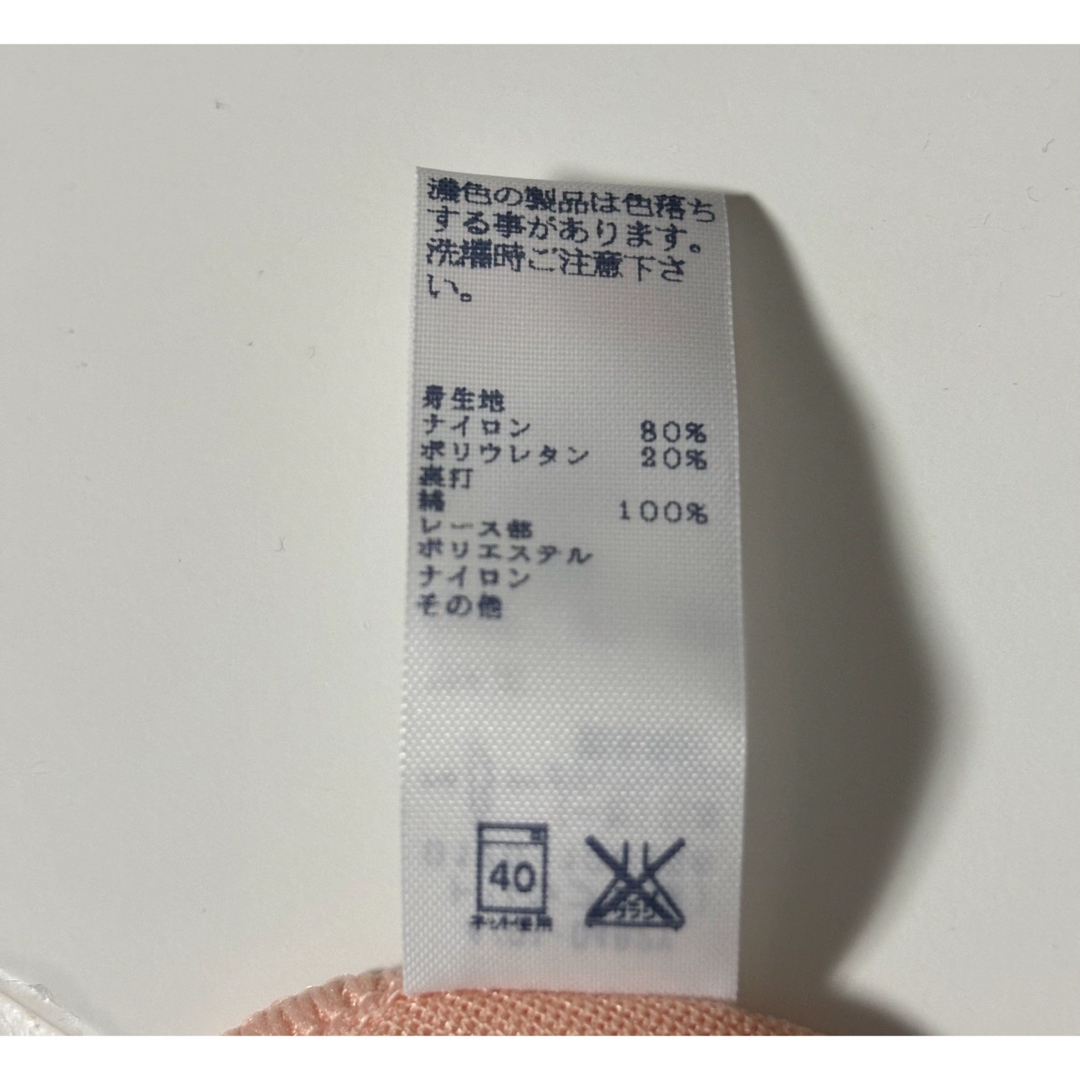 濃色の製品は色落ち
する事があります。
洗濯時ご注意下さ
い。
身生地
ナイロン 80%
ポリウレタン 20%
裏打
綿 100%
レース部
ポリエステル
ナイロン
その他
40
ネット使用